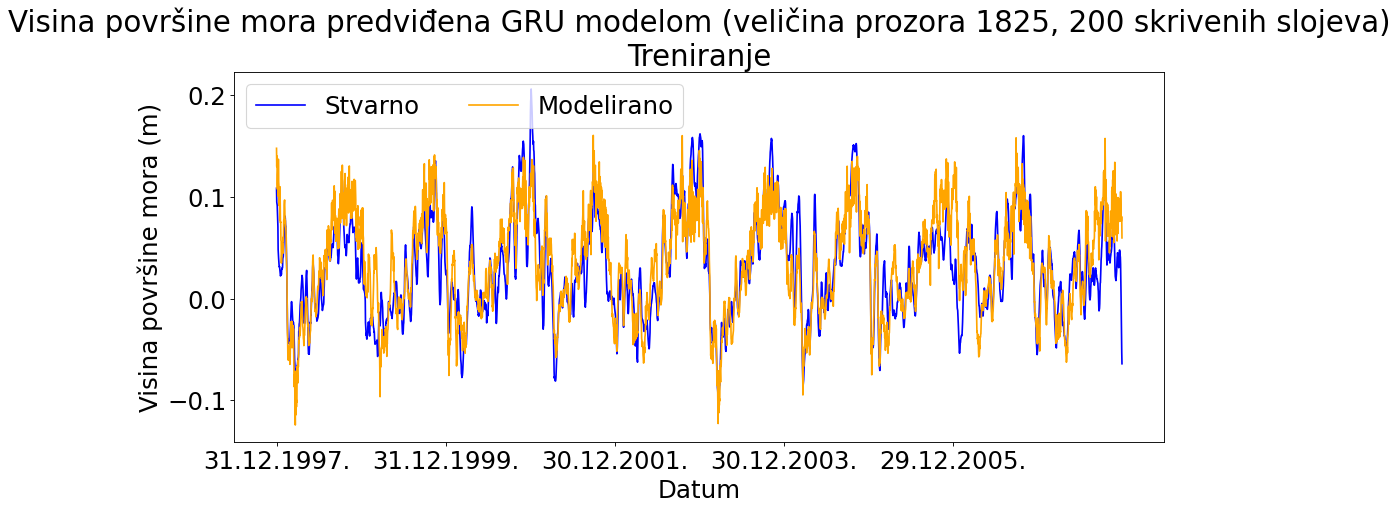 Visina površine mora predviđena GRU modelom (veličina prozora 1825, 200 skrivenih slojeva)
Treniranje
Stvarno
Modelirano
Visina površine mora (m)
0.2
0.1
0.0
−0.1
31.12.1997.
31.12.1999.
30.12.2001.
30.12.2003.
29.12.2005.
Datum